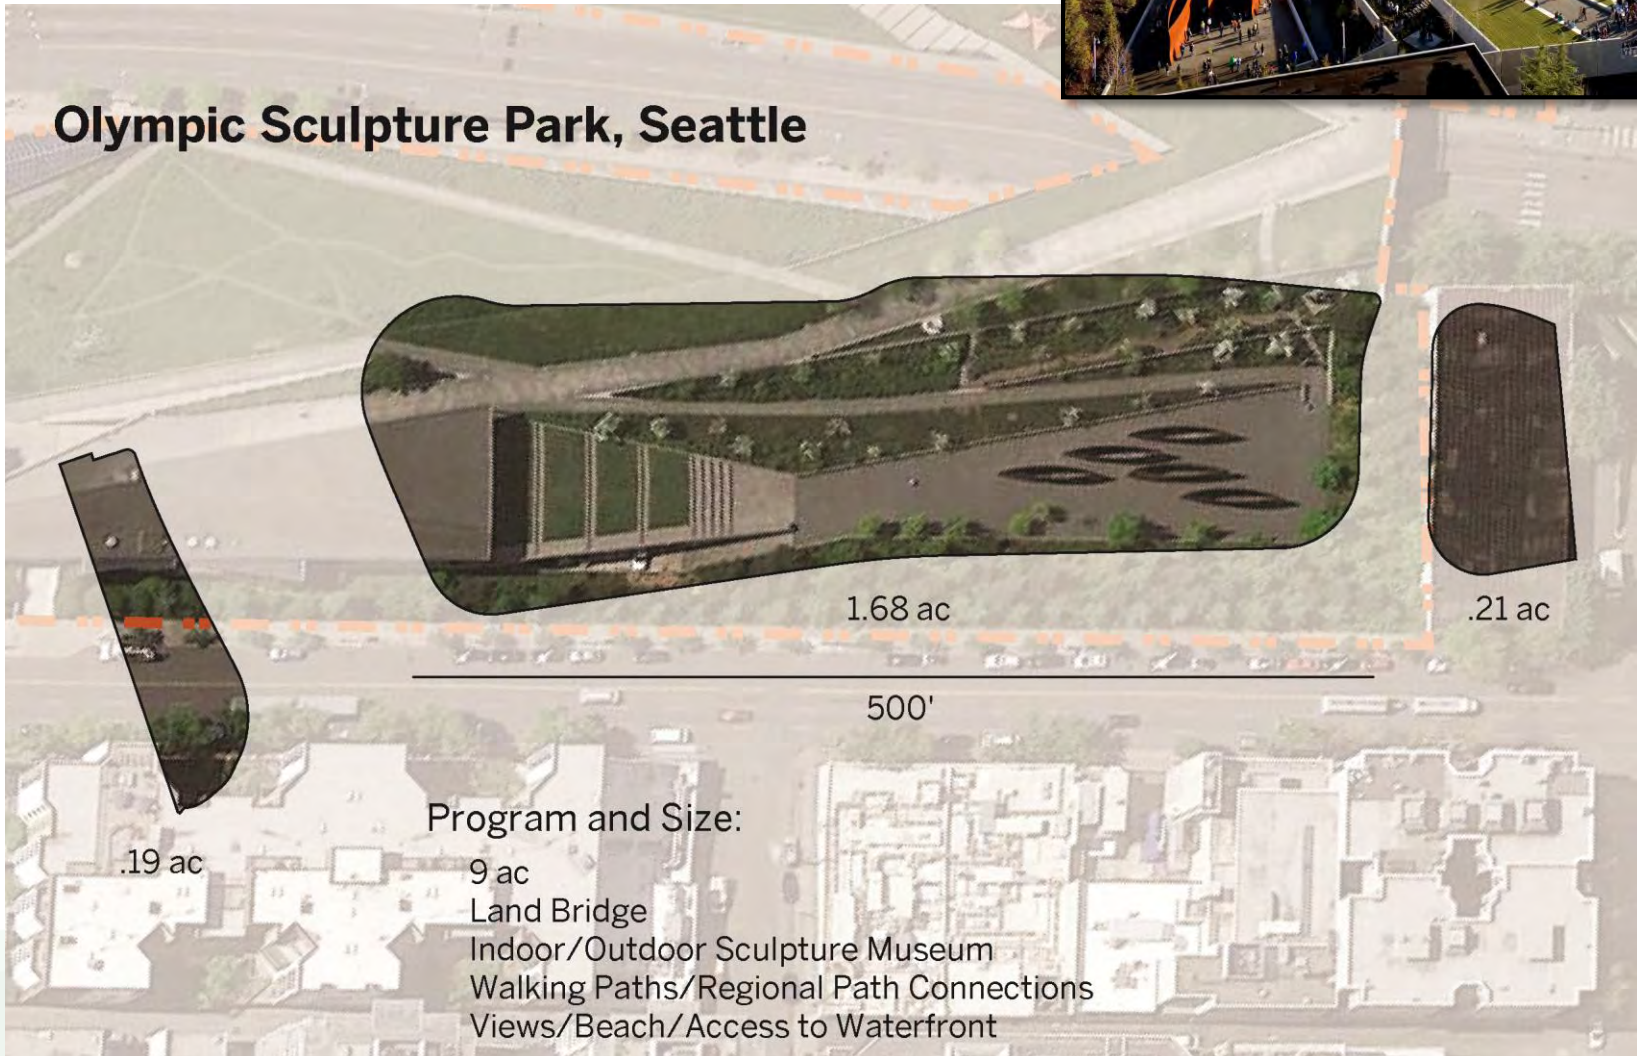 Olympic Sculpture Park, Seattle
1.68 ac
.21 ac
500'
.19 ac
Program and Size:
9 ac
Land Bridge
Indoor/Outdoor Sculpture Museum
Walking Paths/Regional Path Connections
Views/Beach/Access to Waterfront